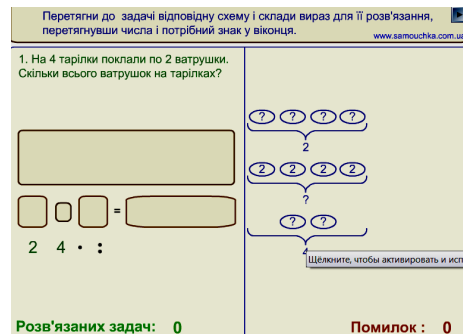 Перетягни до задачі відповідну схему і склади вираз для її розв'язання,
перетягнувши числа і потрібний знак у віконця.
www.samouchka.com.ua
1. На 4 тарілки поклали по 2 ватрушки.
Скільки всього ватрушок на тарілках?
=
2 4 · :
? ? ? ?
2
2 2 2 2
?
? ?
4
Щёлкните, чтобы активировать и исп
Розв'язаних задач: 0
Помилок : 0